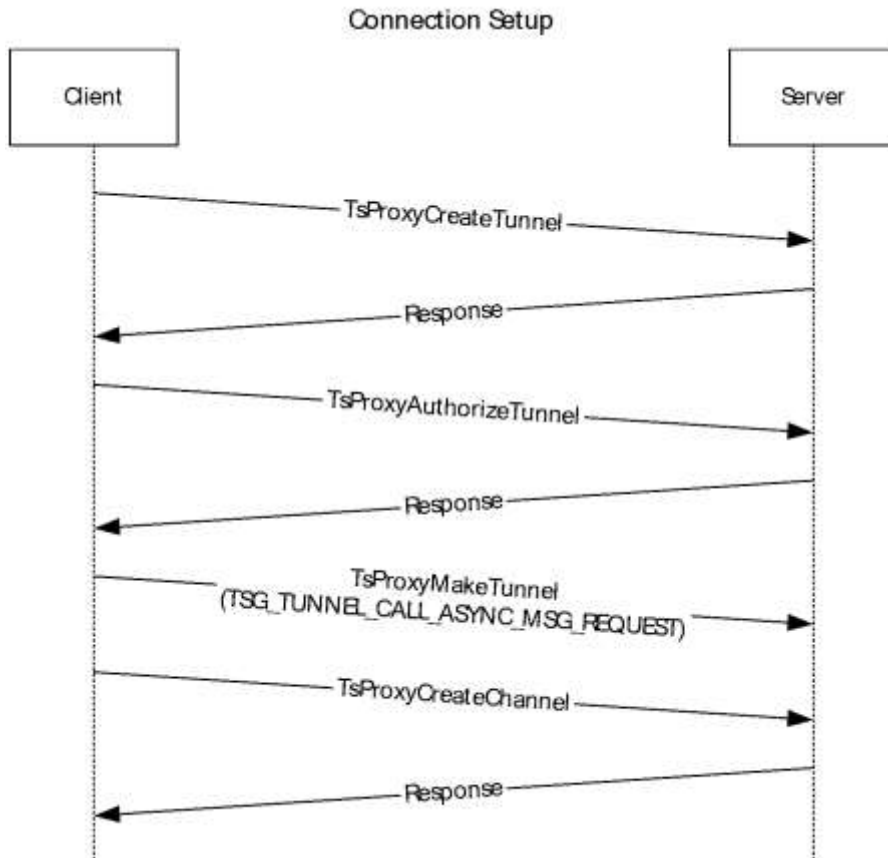 Connection Setup
Client
Server
TsProxyCreateTunnel
Response
TsProxyAuthorizeTunnel
Response
TsProxyMakeTunnel
(TSG_TUNNEL_CALL_ASYNC_MSG_REQUEST)
TsProxyCreateChannel
Response